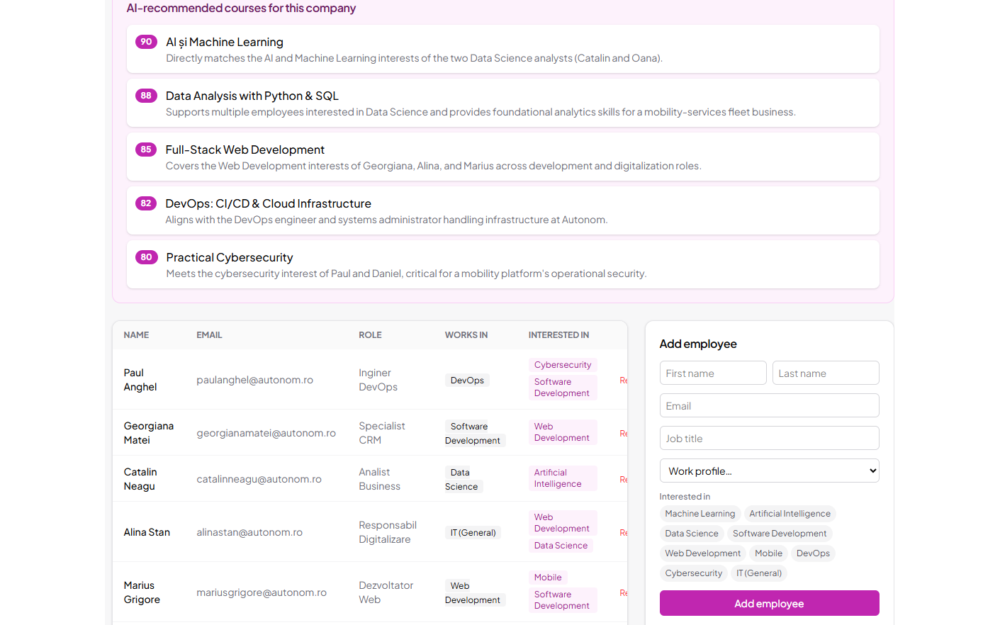 AI-recommended courses for this company
90 AI și Machine Learning
Directly matches the AI and Machine Learning interests of the two Data Science analysts (Catalin and Oana).
88 Data Analysis with Python & SQL
Supports multiple employees interested in Data Science and provides foundational analytics skills for a mobility-services fleet business.
85 Full-Stack Web Development
Covers the Web Development interests of Georgiana, Alina, and Marius across development and digitalization roles.
82 DevOps: CI/CD & Cloud Infrastructure
Aligns with the DevOps engineer and systems administrator handling infrastructure at Autonom.
80 Practical Cybersecurity
Meets the cybersecurity interest of Paul and Daniel, critical for a mobility platform's operational security.
NAME EMAIL ROLE WORKS IN INTERESTED IN
Paul
Anghel
paulanghel@autonom.ro
Inginer
DevOps
DevOps
Cybersecurity
Software
Development
Georgiana
Matei
georgianamatei@autonom.ro
Specialist
CRM
Software
Development
Web
Development
Catalin
Neagu
catalinneagu@autonom.ro
Analist
Business
Data
Science
Artificial
Intelligence
Alina Stan
alinastan@autonom.ro
Responsabil
Digitalizare
IT (General)
Web
Development
Data Science
Marius
Grigore
mariusgrigore@autonom.ro
Dezvoltator
Web
Web
Development
Mobile
Software
Development
Add employee
First name Last name
Email
Job title
Work profile...
Interested in
Machine Learning Artificial Intelligence
Data Science Software Development
Web Development Mobile DevOps
Cybersecurity IT (General)
Add employee